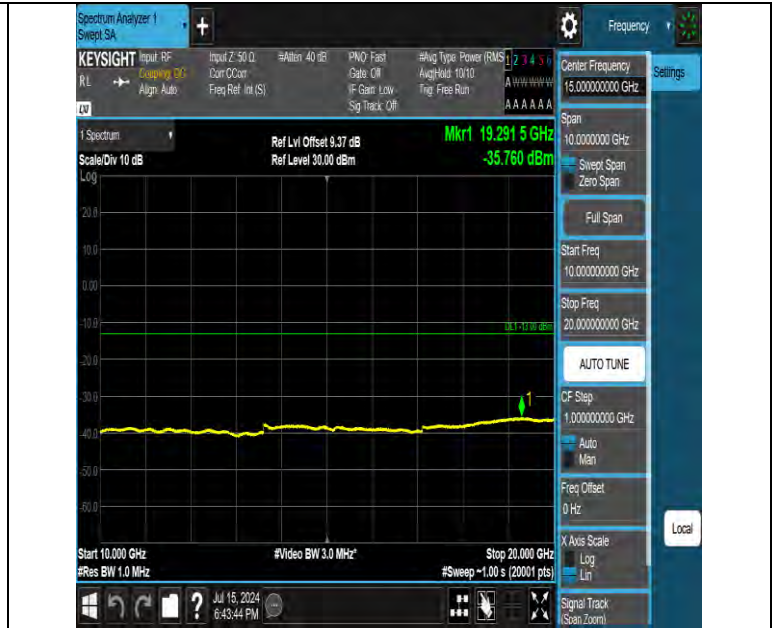 Spectrum Analyzer 1
Swept SA
+
Frequency
KEYSIGHT
RL
Input: RF
Coupling: DC
Align: Auto
Input Z: 50 Ω
Corr CCorr
Freq Ref: Int (S)
#Atten: 40 dB
PNO: Fast
Gate: Off
IF Gain: Low
Sig Track: Off
#Avg Type: Power (RMS
Avg|Hold: 10/10
Trig: Free Run
1 2 3 4 5 6
A W W W W W
A A A A A A
LV
1 Spectrum
Scale/Div 10 dB
Log
Ref Lvl Offset 9.37 dB
Ref Level 30.00 dBm
Mkr1 19.291 5 GHz
-35.760 dBm
20.0
10.0
0.00
-10.0
DL1 -13.00 dBm
-20.0
-30.0
1
-40.0
-50.0
-60.0
Start 10.000 GHz
#Res BW 1.0 MHz
#Video BW 3.0 MHz*
Stop 20.000 GHz
#Sweep ~1.00 s (20001 pts)
?
Jul 15, 2024
6:43:44 PM
Center Frequency
15.000000000 GHz
Settings
Span
10.0000000 GHz
Swept Span
Zero Span
Full Span
Start Freq
10.000000000 GHz
Stop Freq
20.000000000 GHz
AUTO TUNE
CF Step
1.000000000 GHz
Auto
Man
Freq Offset
0 Hz
X Axis Scale
Log
Lin
Local
Signal Track
(Span Zoom)